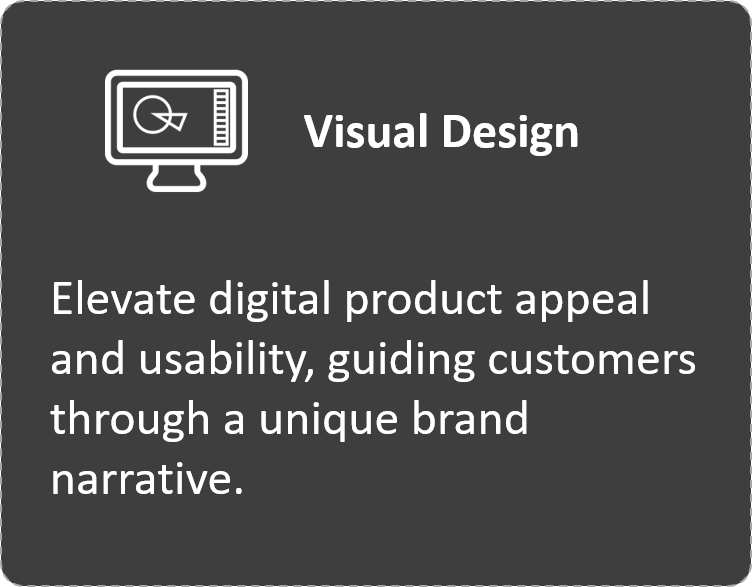 Visual Design
Elevate digital product appeal
and usability, guiding customers
through a unique brand
narrative.